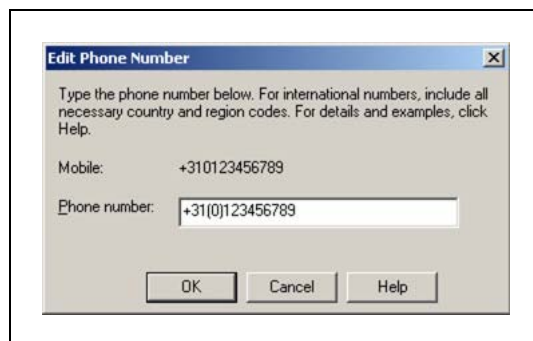 Edit Phone Number
Type the phone number below. For international numbers, include all
necessary country and region codes. For details and examples, click
Help.
Mobile: +310123456789
Phone number: +31(0)123456789
OK Cancel Help